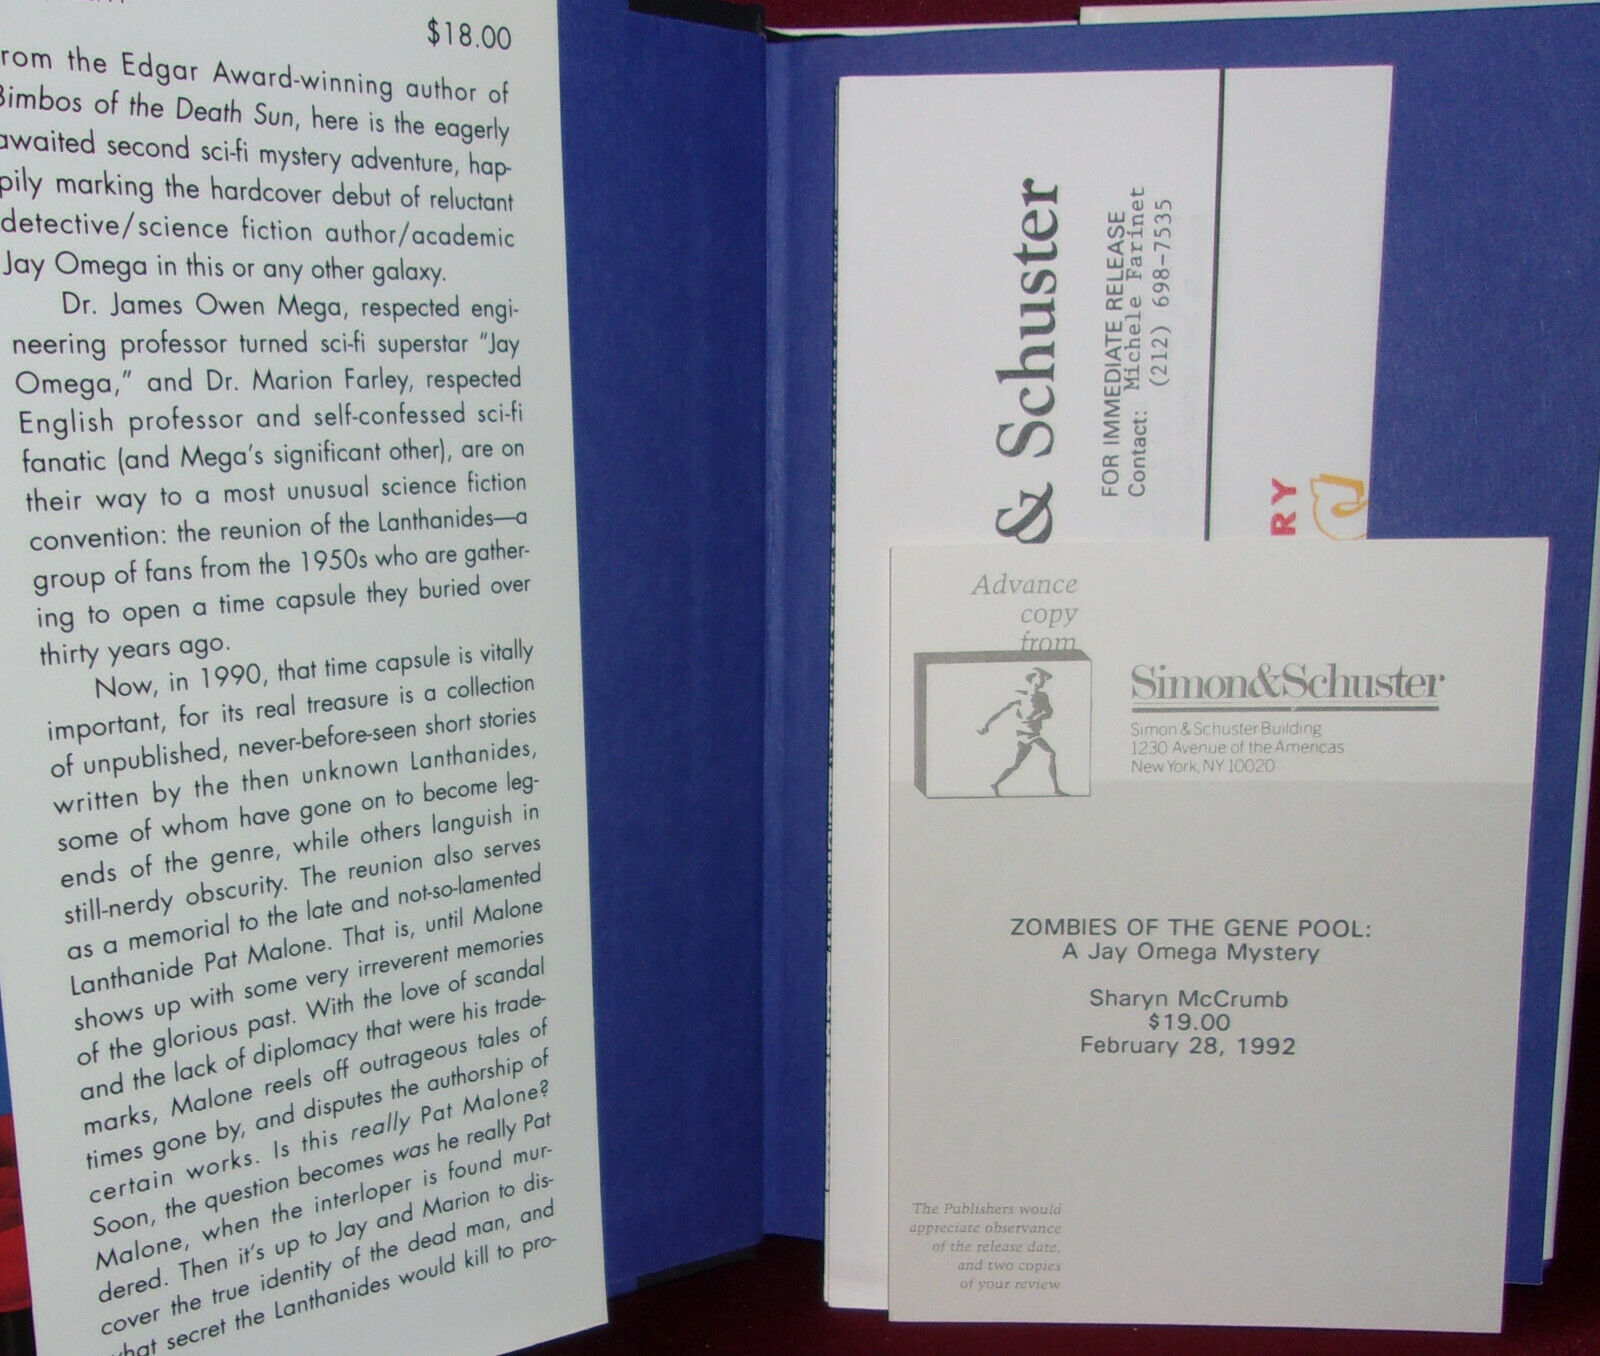 $18.00
rom the Edgar Award-winning author of
Bimbos of the Death Sun, here is the eagerly
awaited second sci-fi mystery adventure, hap-
pily marking the hardcover debut of reluctant
detective/science fiction author/academic
Jay Omega in this or any other galaxy.
Dr. James Owen Mega, respected engi-
neering professor turned sci-fi superstar “Jay
Omega,” and Dr. Marion Farley, respected
English professor and self-confessed sci-fi
fanatic (and Mega's significant other), are on
their way to a most unusual science fiction
convention: the reunion of the Lanthanides—a
group of fans from the 1950s who are gather-
ing to open a time capsule they buried over
thirty years ago.
Now, in 1990, that time capsule is vitally
important, for its real treasure is a collection
of unpublished, never-before-seen short stories
written by the then unknown Lanthanides,
some of whom have gone on to become leg-
ends of the genre, while others languish in
still-nerdy obscurity. The reunion also serves
as a memorial to the late and not-so-lamented
Lanthanide Pat Malone. That is, until Malone
shows up with some very irreverent memories
of the glorious past. With the love of scandal
and the lack of diplomacy that were his trade-
marks, Malone reels off outrageous tales of
times gone by, and disputes the authorship of
certain works. Is this really Pat Malone?
Soon, the question becomes was he really Pat
Malone, when the interloper is found mur-
dered. Then it's up to Jay and Marion to dis-
cover the true identity of the dead man, and
what secret the Lanthanides would kill to pro-
& Schuster
FOR IMMEDIATE RELEASE
Contact: Michele Farinet
(212) 698-7535
RY
Advance
copy
from
Simon&Schuster
Simon & Schuster Building
1230 Avenue of the Americas
New York, NY 10020
ZOMBIES OF THE GENE POOL:
A Jay Omega Mystery
Sharyn McCrumb
$19.00
February 28, 1992
The Publishers would
appreciate observance
of the release date,
and two copies
of your review